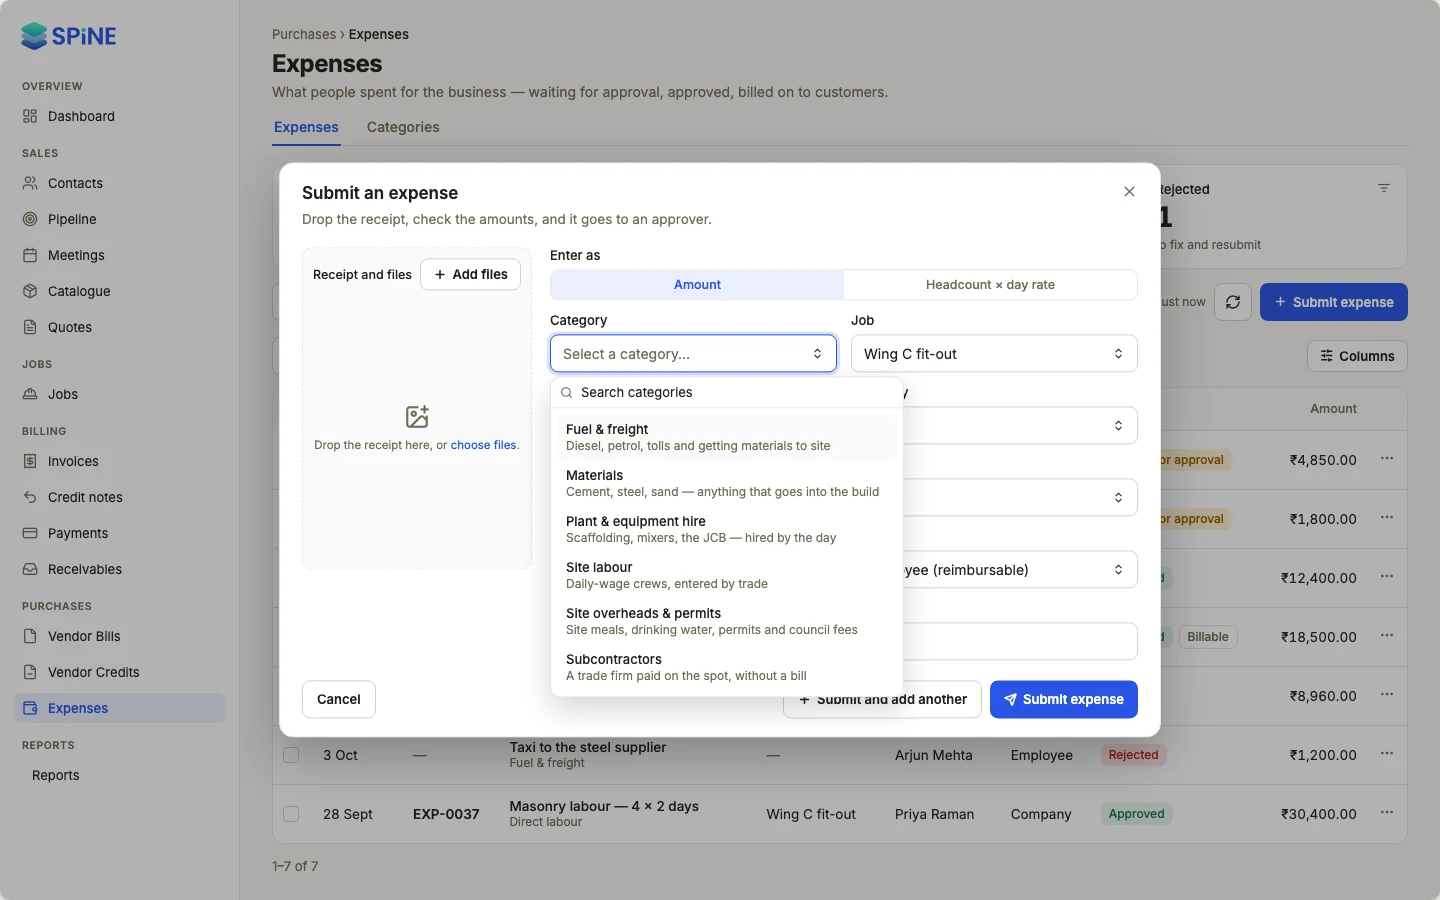 SPiNE
OVERVIEW
Dashboard
SALES
Contacts
Pipeline
Meetings
Catalogue
Quotes
JOBS
Jobs
BILLING
Invoices
Credit notes
Payments
Receivables
PURCHASES
Vendor Bills
Vendor Credits
Expenses
REPORTS
Reports
Purchases › Expenses
Expenses
What people spent for the business — waiting for approval, approved, billed on to customers.
Expenses Categories
Submit an expense
Drop the receipt, check the amounts, and it goes to an approver.
Receipt and files + Add files
Drop the receipt here, or choose files.
Enter as
Amount Headcount × day rate
Category Job
Select a category... Wing C fit-out
Search categories
Fuel & freight
Diesel, petrol, tolls and getting materials to site
Materials
Cement, steel, sand — anything that goes into the build
Plant & equipment hire
Scaffolding, mixers, the JCB — hired by the day
Site labour
Daily-wage crews, entered by trade
Site overheads & permits
Site meals, drinking water, permits and council fees
Subcontractors
A trade firm paid on the spot, without a bill
(reimbursable)
Cancel + Submit and add another Submit expense
1
fix and resubmit
now + Submit expense
Columns
Amount
approval ₹4,850.00 ...
approval ₹1,800.00 ...
₹12,400.00 ...
Billable ₹18,500.00 ...
₹8,960.00 ...
3 Oct — Taxi to the steel supplier — Arjun Mehta Employee Rejected ₹1,200.00 ...
Fuel & freight
28 Sept EXP-0037 Masonry labour — 4 × 2 days Wing C fit-out Priya Raman Company Approved ₹30,400.00 ...
Direct labour
1–7 of 7